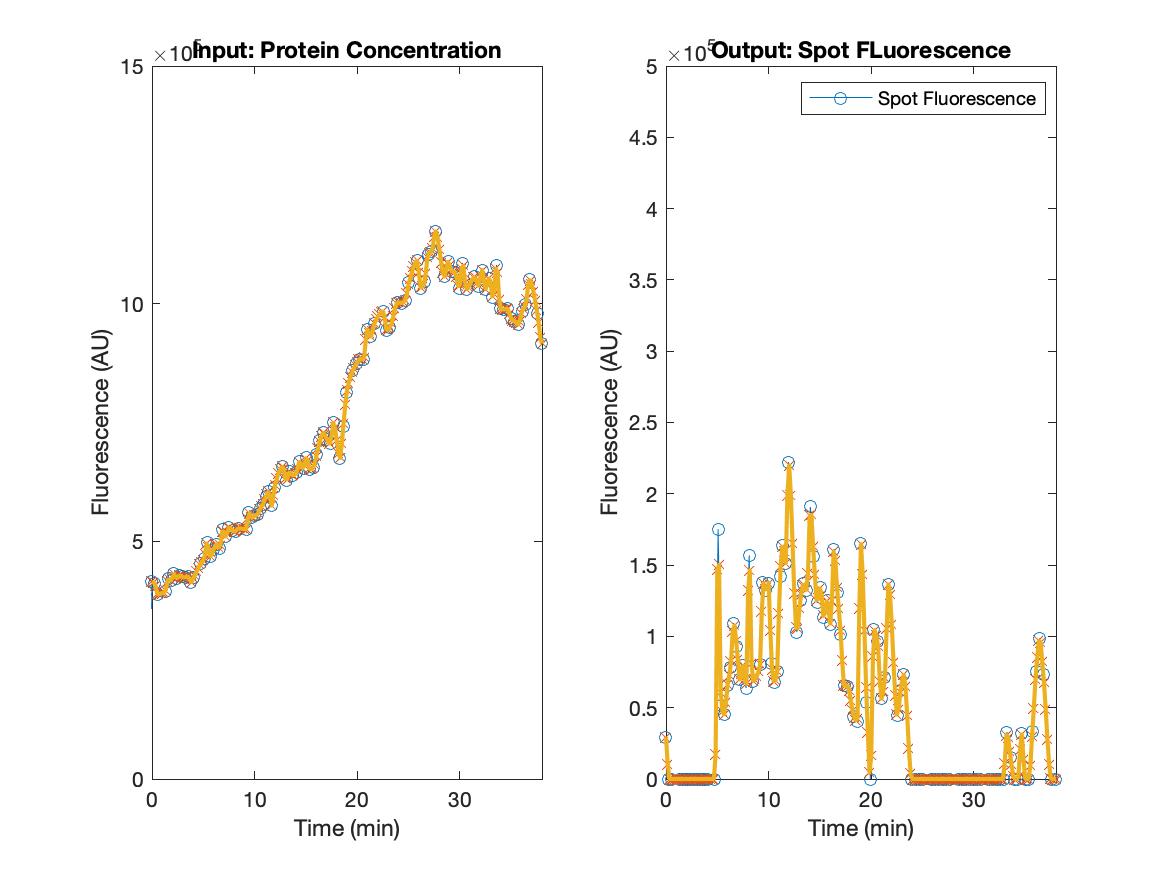 ×10⁵
Input: Protein Concentration
15
10
5
0
0 10 20 30
Fluorescence (AU)
Time (min)
×10⁵
Output: Spot FLuorescence
Spot Fluorescence
5
4.5
4
3.5
3
2.5
2
1.5
1
0.5
0
0 10 20 30
Fluorescence (AU)
Time (min)